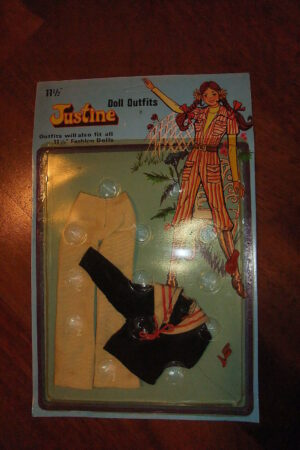 11½"
Doll Outfits
Justine
Outfits will also fit all
11½" Fashion Dolls